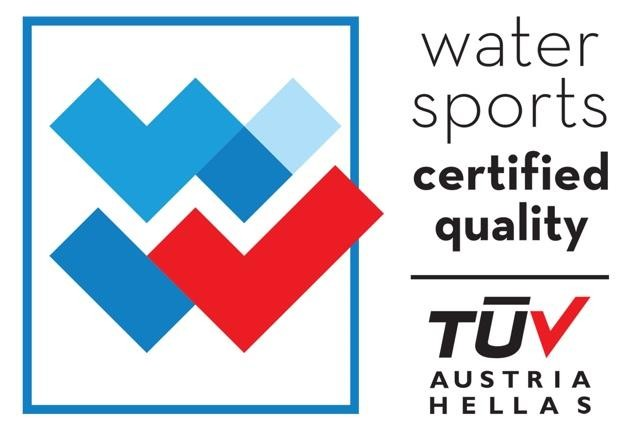 water
sports
certified
quality
TÜV
AUSTRIA
HELLAS